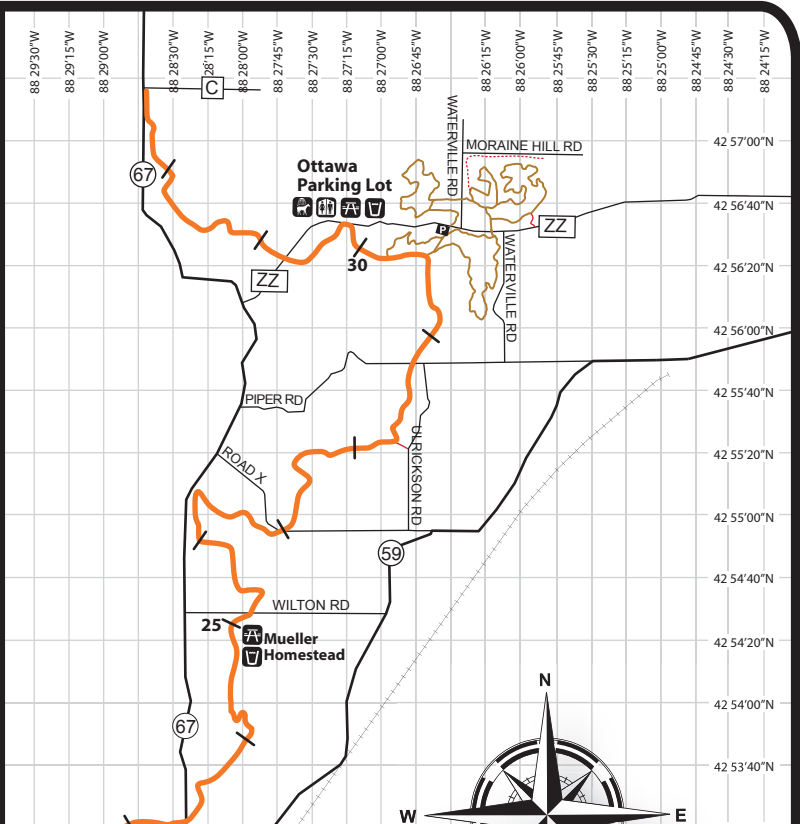 88 29'30"W
88 29'15"W
88 29'00"W
88 28'30"W
28'15"W
88 28'00"W
88 27'45"W
88 27'30"W
88 27'15"W
88 27'00"W
88 26'45"W
88 26'15"W
88 26'00"W
88 25'45"W
88 25'30"W
88 25'15"W
88 25'00"W
88 24'45"W
88 24'30"W
88 24'15"W
C
WATERVILLE RD
MORAINE HILL RD
42 57'00"N
67
Ottawa
Parking Lot
42 56'40"N
P
ZZ
30
WATERVILLE RD
42 56'20"N
ZZ
42 56'00"N
PIPER RD
42 55'40"N
ULRICKSON RD
ROAD X
42 55'20"N
42 55'00"N
59
42 54'40"N
WILTON RD
25
Mueller
Homestead
42 54'20"N
N
42 54'00"N
67
42 53'40"N
W
E